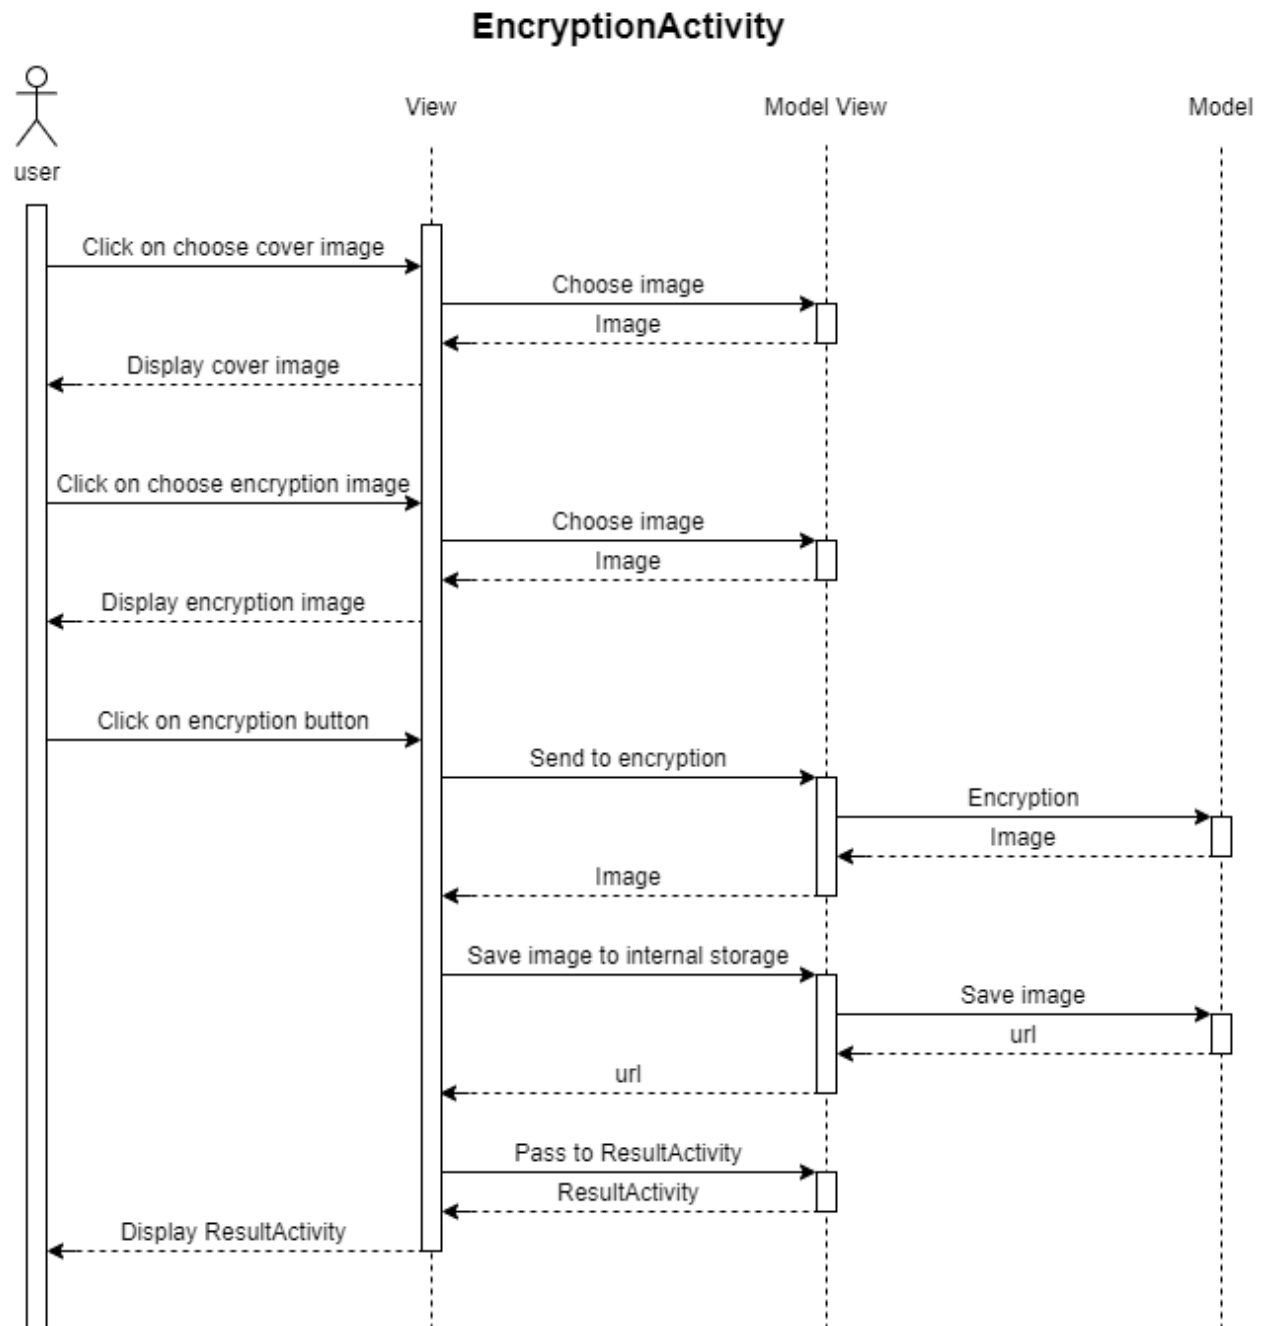 EncryptionActivity
user
View
Model View
Model
Click on choose cover image
Choose image
Image
Display cover image
Click on choose encryption image
Choose image
Image
Display encryption image
Click on encryption button
Send to encryption
Encryption
Image
Image
Save image to internal storage
Save image
url
url
Pass to ResultActivity
ResultActivity
Display ResultActivity